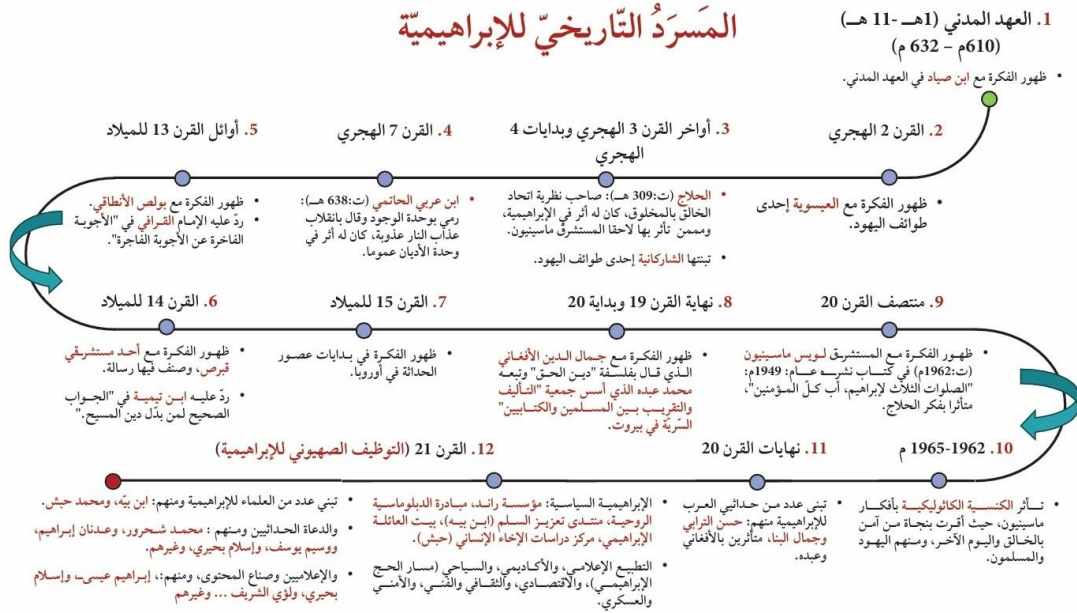 المَسرَدُ التّاريخيّ للإبراهيميّة
1. العهد المدني (1هـ -11 هـ)
(610م – 632 م)
• ظهور الفكرة مع ابن صياد في العهد المدني.
2. القرن 2 الهجري
• ظهور الفكرة مع العيسوية إحدى
طوائف اليهود.
3. أواخر القرن 3 الهجري وبدايات 4
الهجري
• الحلاج (ت:309 هـ): صاحب نظرية اتحاد
الخالق بالمخلوق، كان له أثر في الإبراهيمية،
وممن تأثر بها لاحقا المستشرق ماسينيون.
• تبنتها الشاركانية إحدى طوائف اليهود.
4. القرن 7 الهجري
• ابن عربي الحاتمي (ت:638 هـ):
رمي بوحدة الوجود وقال بانقلاب
عذاب النار عذوبة، كان له أثر في
وحدة الأديان عموما.
5. أوائل القرن 13 للميلاد
• ظهور الفكرة مع بولص الأنطاقي.
• ردّ عليه الإمام القرافي في "الأجوبة
الفاخرة عن الأجوبة الفاجرة".
6. القرن 14 للميلاد
• ظهور الفكرة مع أحد مستشرقي
قبرص، وصنف فيها رسالة.
• ردّ عليه ابن تيمية في "الجواب
الصحيح لمن بدّل دين المسيح."
7. القرن 15 للميلاد
• ظهور الفكرة في بدايات عصور
الحداثة في أوروبا.
8. نهاية القرن 19 وبداية 20
• ظهور الفكرة مع جمال الدين الأفغاني
الذي قال بفلسفة "دين الحق" وتبعه
محمد عبده الذي أسس جمعية "التأليف
والتقريب بين المسلمين والكتابيين"
السريّة في بيروت.
9. منتصف القرن 20
• ظهور الفكرة مع المستشرق لويس ماسينيون
(ت:1962م) في كتاب نشره عام: 1949م:
"الصلوات الثلاث لإبراهيم، أب كلّ المؤمنين"،
متأثرا بفكر الحلاج.
10. 1962-1965 م
• تأثر الكنسية الكاثوليكية بأفكار
ماسينيون، حيث أقرت بنجاة من آمن
بالخالق واليوم الآخر، ومنهم اليهود
والمسلمون.
11. نهايات القرن 20
• تبنى عدد من حداثيي العرب
للإبراهيمية منهم: حسن الترابي
وجمال البنا، متأثرين بالأفغاني
وعبده.
12. القرن 21 (التوظيف الصهيوني للإبراهيمية)
• الإبراهيمية السياسية: مؤسسة راند، مبادرة الدبلوماسية
الروحية، منتدى تعزيز السلم (ابن بيه)، بيت العائلة
الإبراهيمي، مركز دراسات الإخاء الإنساني (حبش).
• التطبيع الإعلامي، والأكاديمي، والسياحي (مسار الحج
الإبراهيمي)، والاقتصادي، والثقافي والفني، والأمني
والعسكري.
• تبني عدد من العلماء للإبراهيمية ومنهم: ابن بيّه، ومحمد حبش.
• والدعاة الحداثيين ومنهم : محمد شحرور، وعدنان إبراهيم،
ووسيم يوسف، وإسلام بحيري، وغيرهم.
• والإعلاميين وصناع المحتوى، ومنهم:، إبراهيم عيسى، وإسلام
بحيري، ولؤي الشريف ... وغيرهم